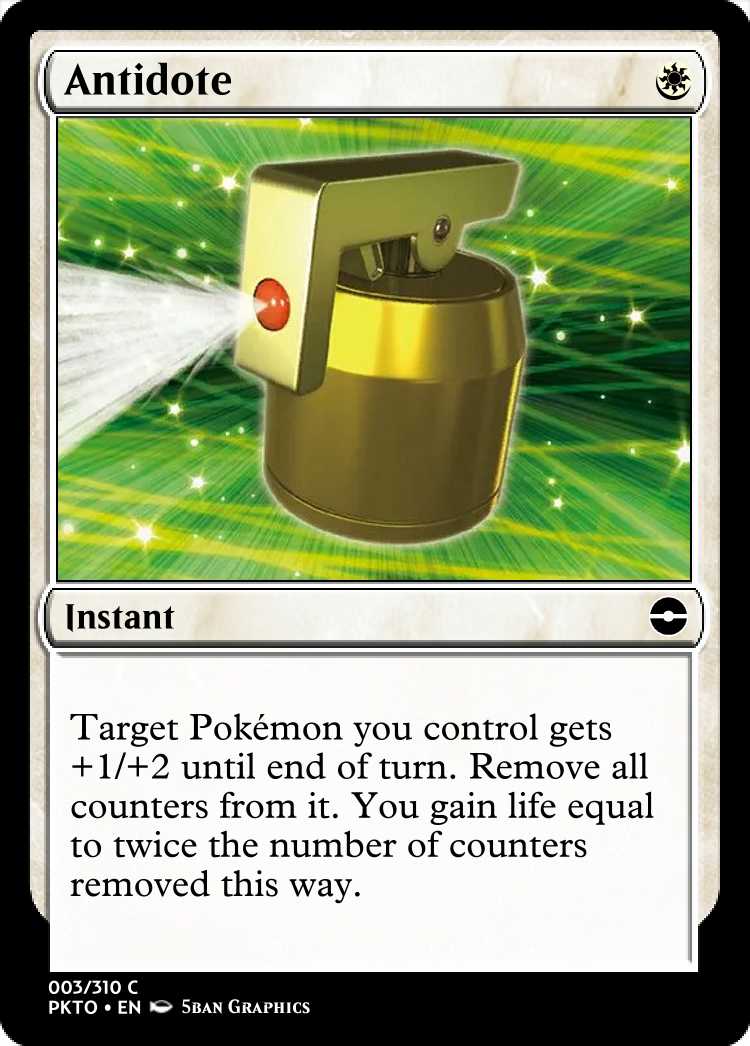 Antidote
Instant
Target Pokémon you control gets
+1/+2 until end of turn. Remove all
counters from it. You gain life equal
to twice the number of counters
removed this way.
003/310 C
PKTO • EN 5ban Graphics